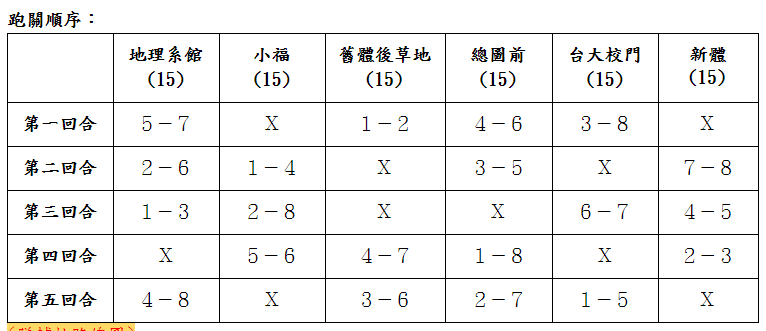 跑關順序：
地理系館 小福 舊體後草地 總圖前 台大校門 新體
(15) (15) (15) (15) (15) (15)
第一回合 5－7 X 1－2 4－6 3－8 X
第二回合 2－6 1－4 X 3－5 X 7－8
第三回合 1－3 2－8 X X 6－7 4－5
第四回合 X 5－6 4－7 1－8 X 2－3
第五回合 4－8 X 3－6 2－7 1－5 X